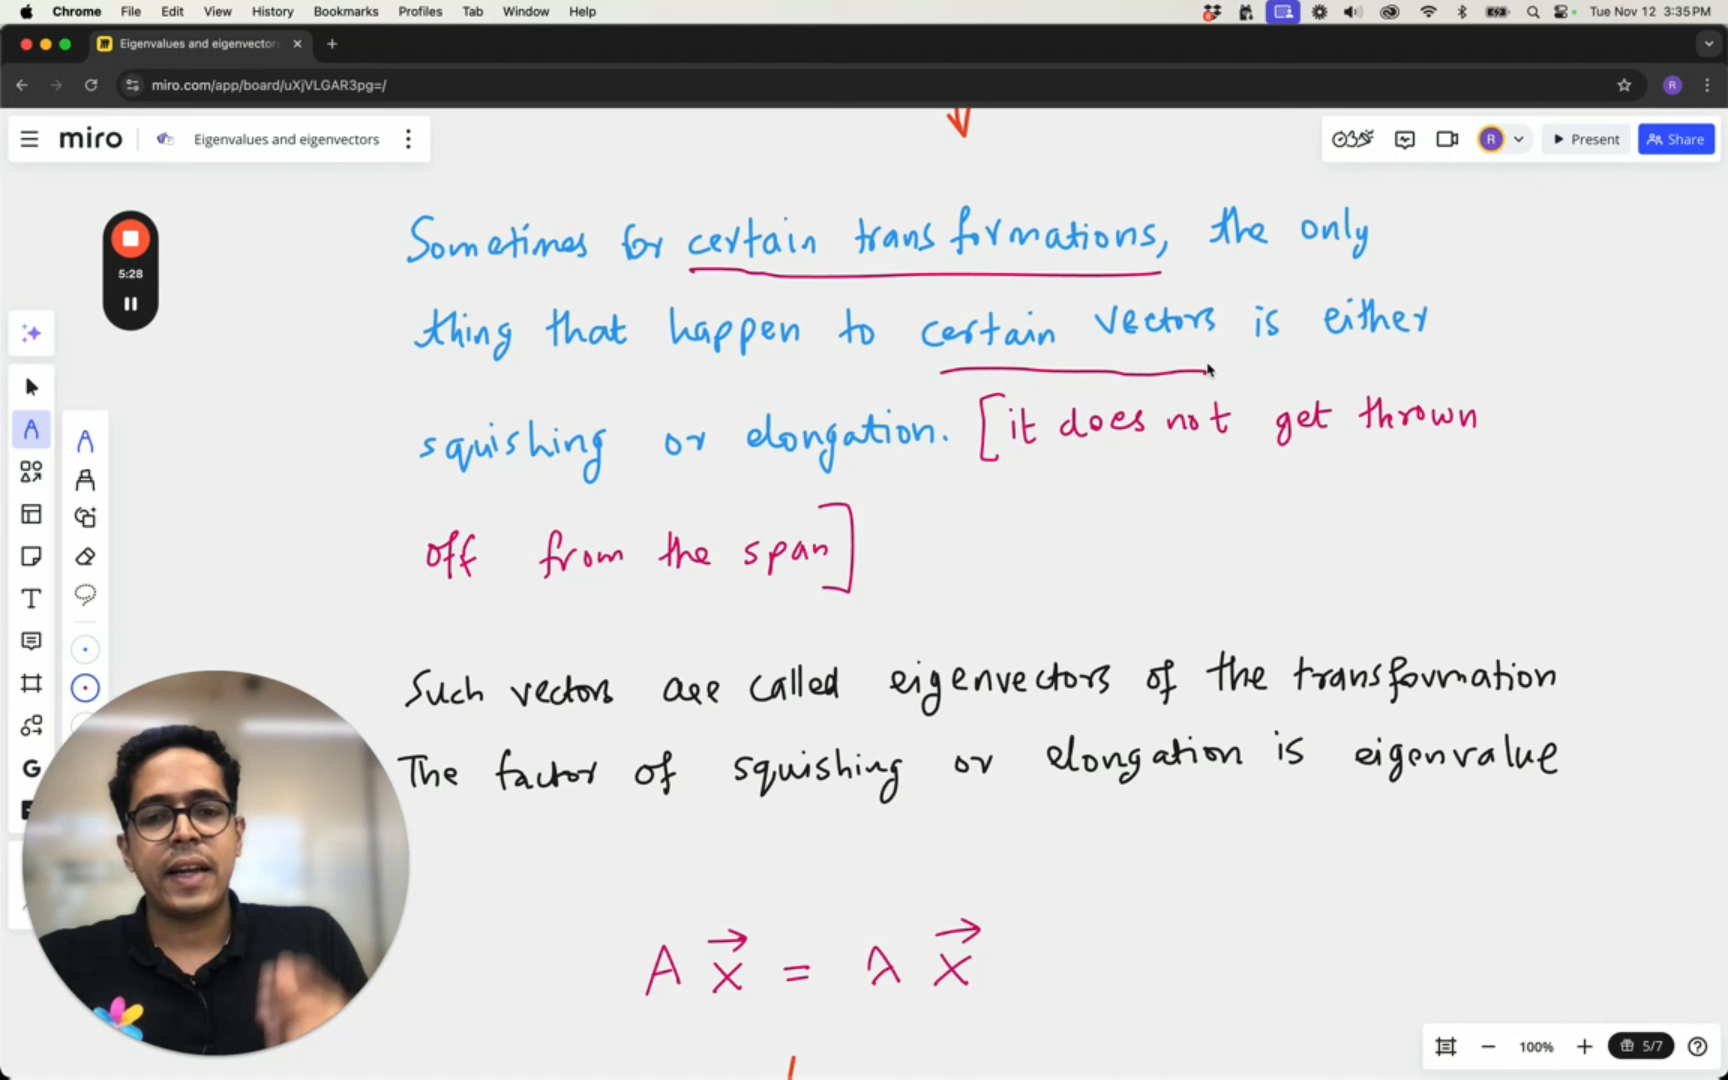 Chrome File Edit View History Bookmarks Profiles Tab Window Help Tue Nov 12 3:35 PM
Eigenvalues and eigenvector
miro.com/app/board/uXjVLGAR3pg=/ R
miro Eigenvalues and eigenvectors R Present Share
5:28
Sometimes for certain transformations, the only
thing that happen to certain vectors is either
squishing or elongation. [it does not get thrown
off from the span]
Such vectors are called eigenvectors of the transformation
The factor of squishing or elongation is eigenvalue
A x⃗ = λ x⃗
T
G
100% 5/7